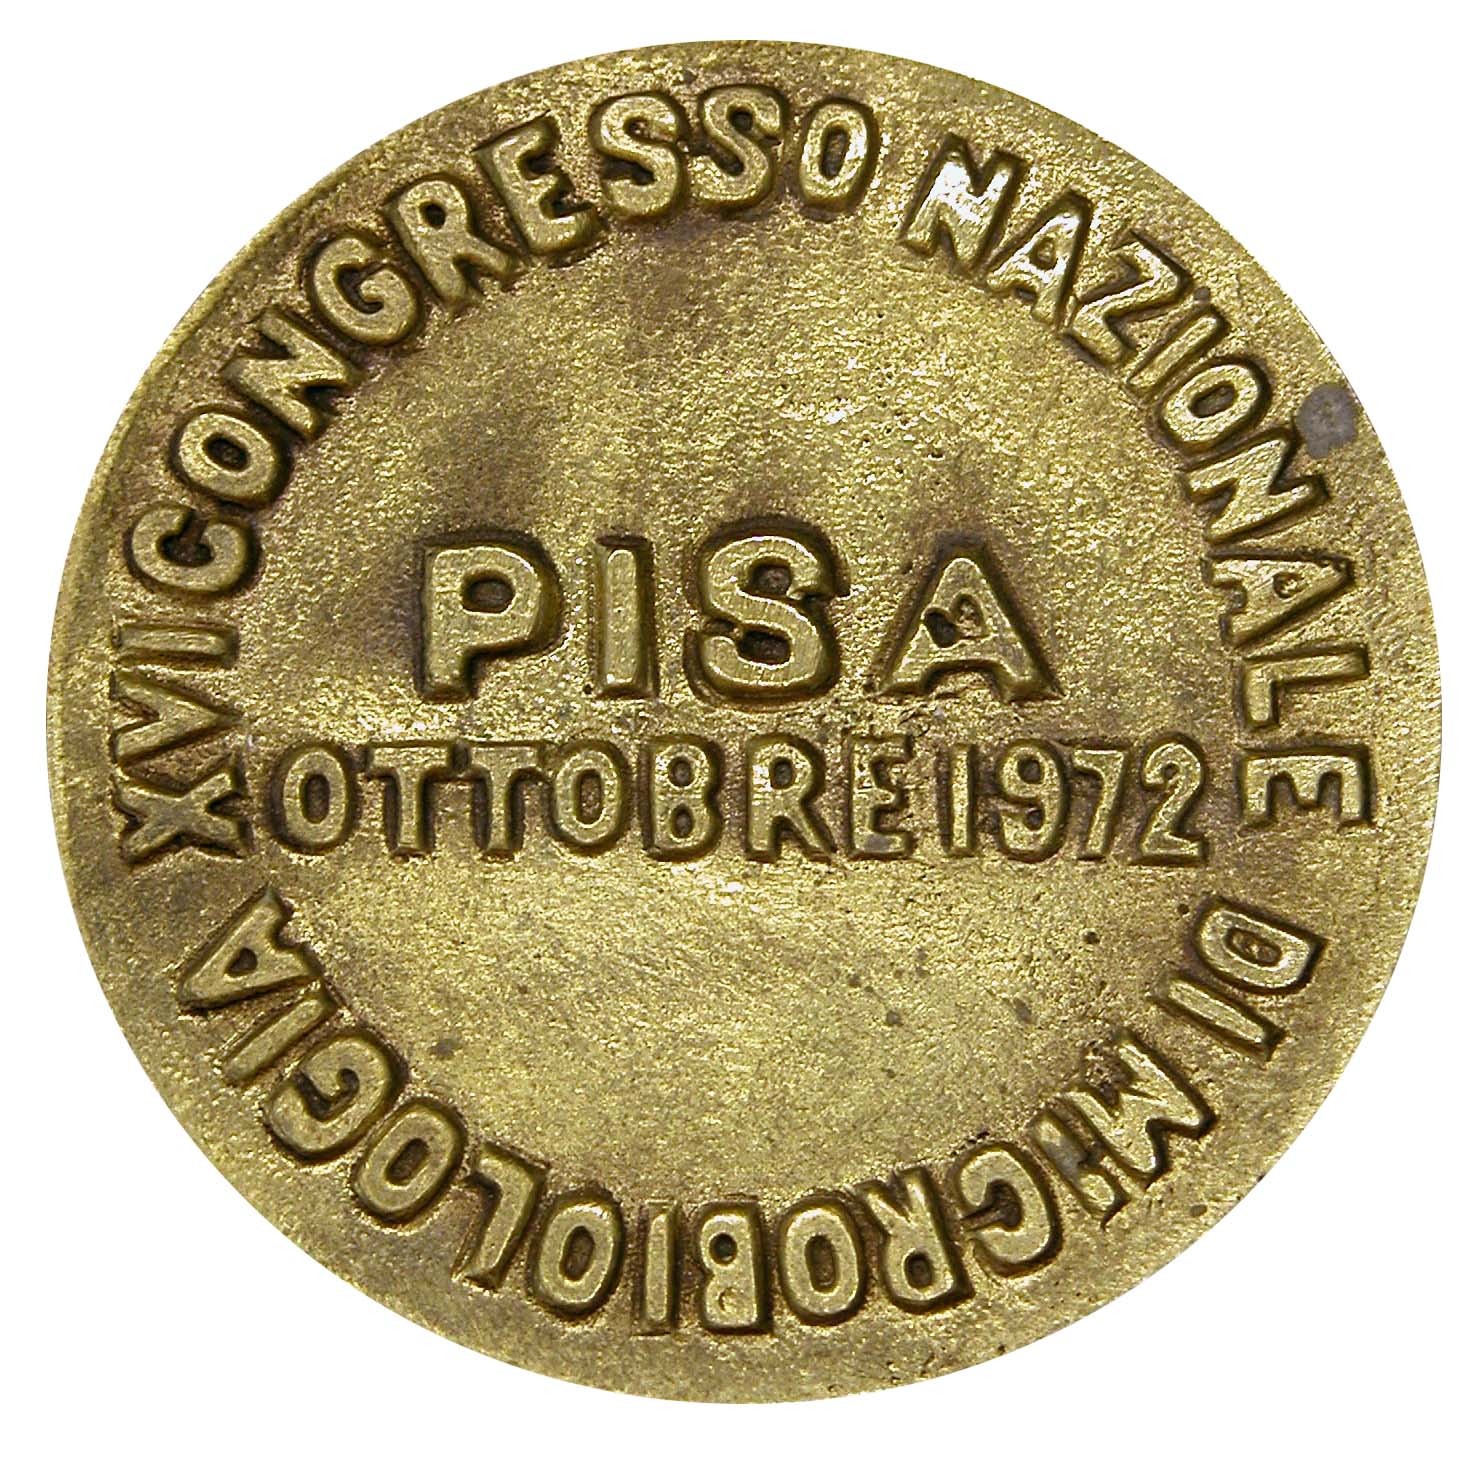 XVI CONGRESSO NAZIONALE DI MICROBIOLOGIA
PISA
OTTOBRE 1972